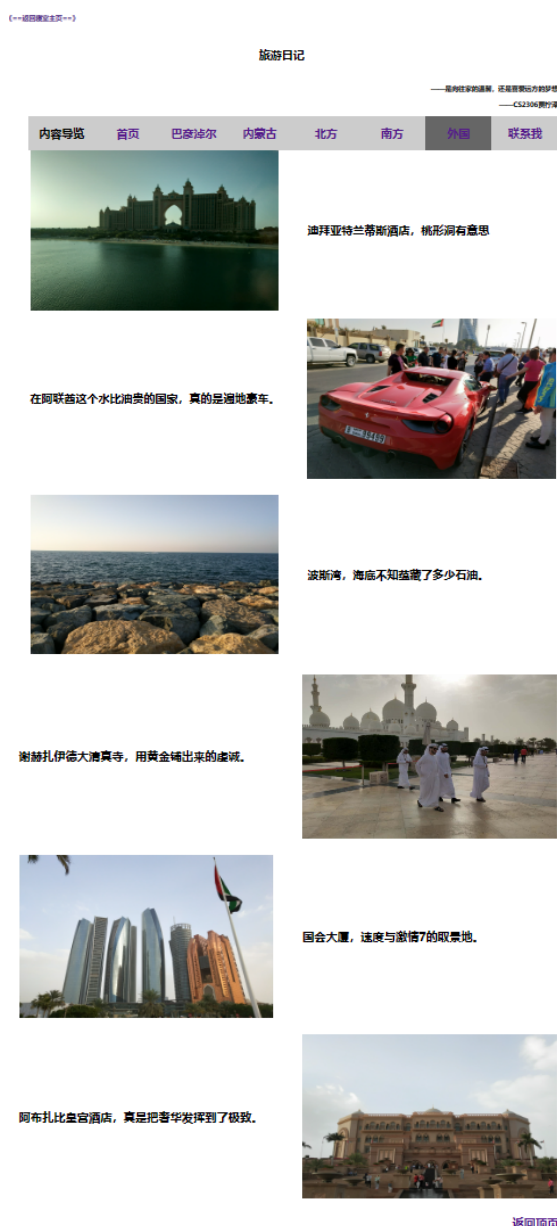 《==返回寝室主页==》
旅游日记
——是向往家的温馨，还是要要远方的梦想
——CS2306
内容导览 首页 巴彦淖尔 内蒙古 北方 南方 外国 联系我
迪拜亚特兰蒂斯酒店，桃形洞有意思
在阿联酋这个水比油贵的国家，真的是遍地豪车。
波斯湾，海底不知蕴藏了多少石油。
谢赫扎伊德大清真寺，用黄金铺出来的虔诚。
国会大厦，速度与激情7的取景地。
阿布扎比皇宫酒店，真是把奢华发挥到了极致。
返回顶页